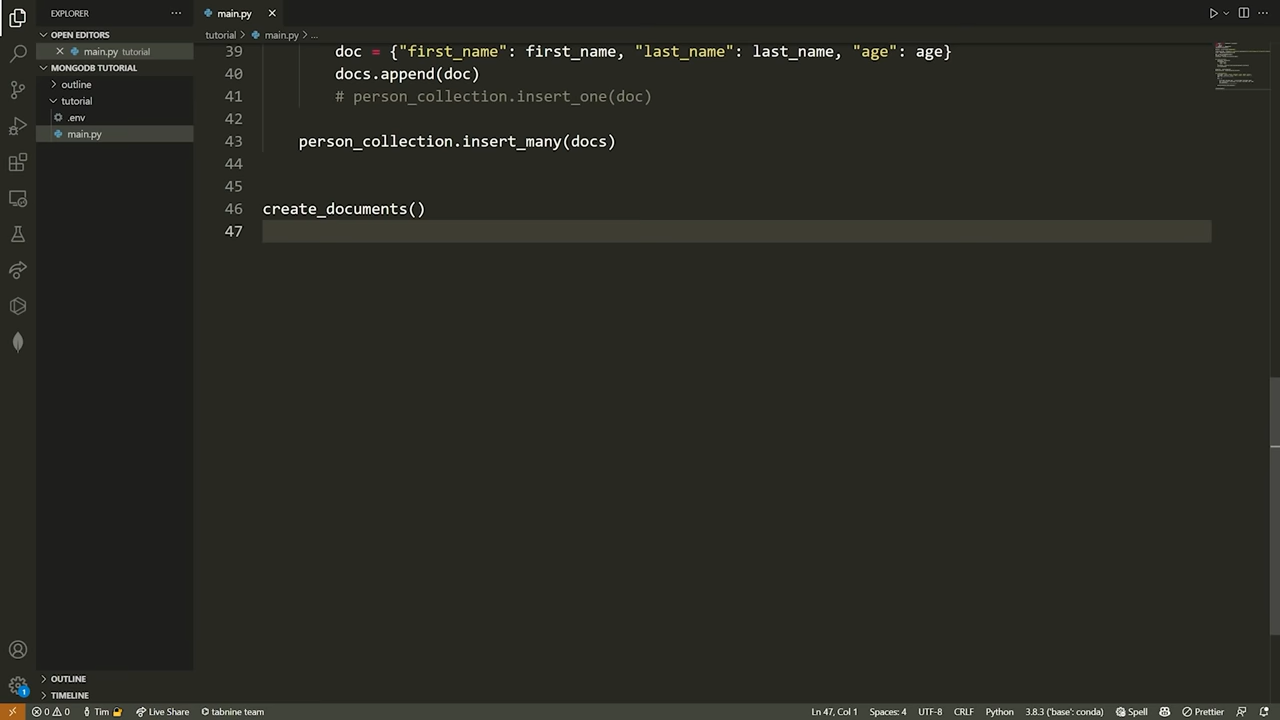 EXPLORER
main.py
OPEN EDITORS
tutorial > main.py > ...
main.py tutorial
MONGODB TUTORIAL
outline
tutorial
.env
main.py
39 doc = {"first_name": first_name, "last_name": last_name, "age": age}
40 docs.append(doc)
41 # person_collection.insert_one(doc)
42
43 person_collection.insert_many(docs)
44
45
46 create_documents()
47
OUTLINE
TIMELINE
1
0 0 Tim Live Share tabnine team Ln 47, Col 1 Spaces: 4 UTF-8 CRLF Python 3.8.3 ('base': conda) Spell Prettier